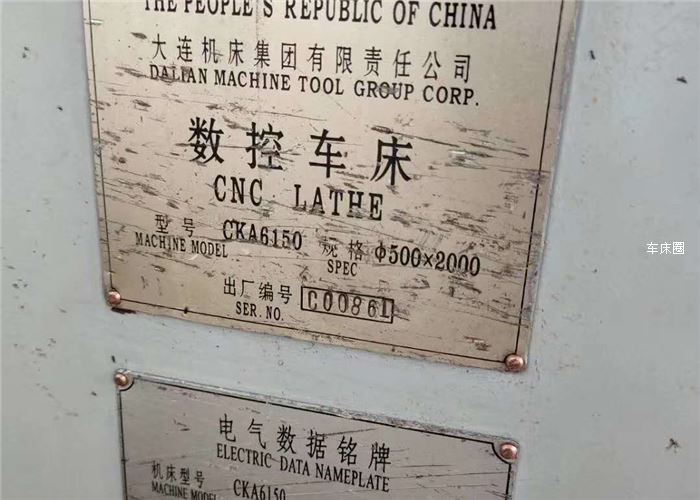 THE PEOPLE'S REPUBLIC OF CHINA
大连机床集团有限责任公司
DALIAN MACHINE TOOL GROUP CORP.
数控车床
CNC LATHE
型号 CKA6150 规格 Φ500×2000
MACHINE MODEL SPEC
出厂编号 C0086L
SER.NO.
车床圈
电气数据铭牌
ELECTRIC DATA NAMEPLATE
机床型号 CKA6150
MACHINE MODEL